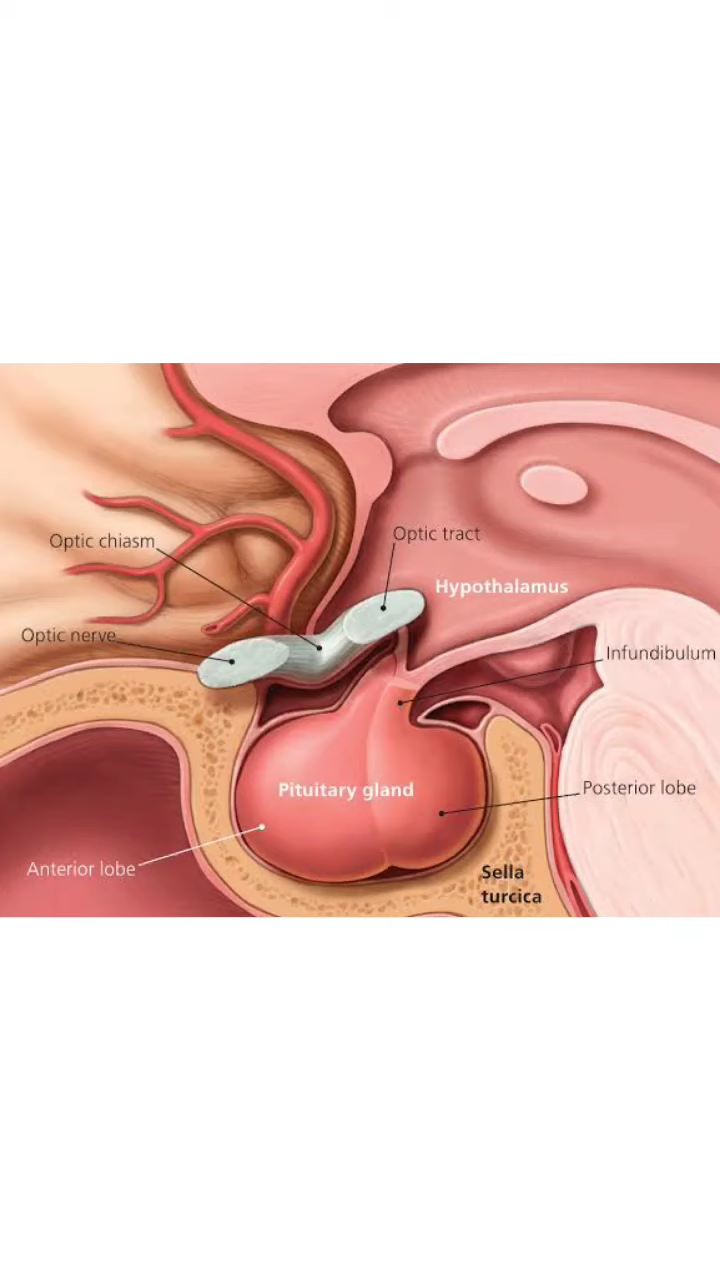 Optic chiasm
Optic tract
Hypothalamus
Optic nerve
Infundibulum
Pituitary gland
Posterior lobe
Anterior lobe
Sella
turcica